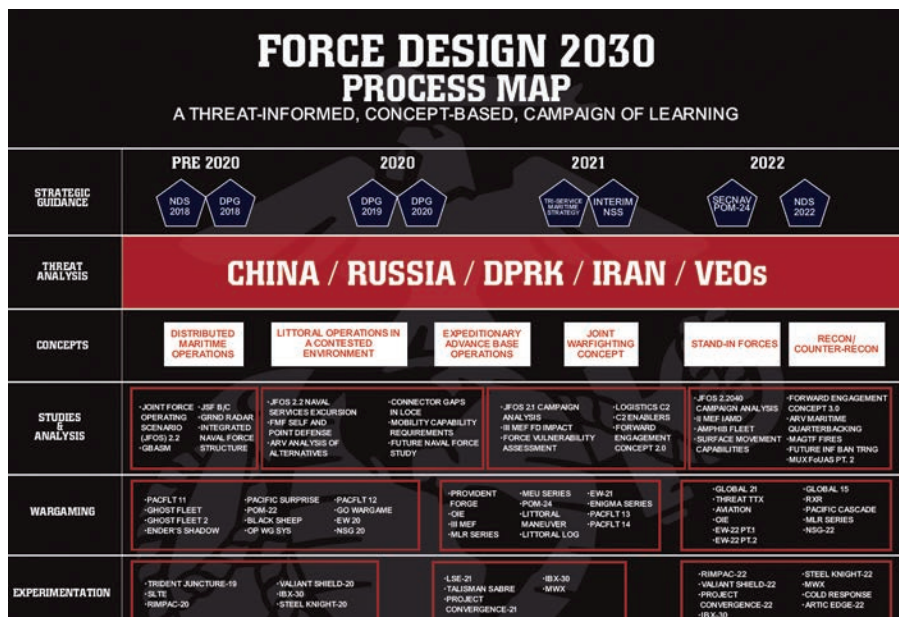 FORCE DESIGN 2030
PROCESS MAP
A THREAT-INFORMED, CONCEPT-BASED, CAMPAIGN OF LEARNING
PRE 2020
2020
2021
2022
STRATEGIC
GUIDANCE
NDS
2018
DPG
2018
DPG
2019
DPG
2020
TRI-SERVICE
MARITIME
STRATEGY
INTERIM
NSS
SECNAV
POM-24
NDS
2022
THREAT
ANALYSIS
CHINA / RUSSIA / DPRK / IRAN / VEOs
CONCEPTS
DISTRIBUTED
MARITIME
OPERATIONS
LITTORAL OPERATIONS IN
A CONTESTED
ENVIRONMENT
EXPEDITIONARY
ADVANCE BASE
OPERATIONS
JOINT
WARFIGHTING
CONCEPT
STAND-IN FORCES
RECON/
COUNTER-RECON
STUDIES
&
ANALYSIS
•JOINT FORCE
OPERATING
SCENARIO
(JFOS) 2.2
•GBASM
•JSF B/C
•GRND RADAR
•INTEGRATED
NAVAL FORCE
STRUCTURE
•JFOS 2.2 NAVAL
SERVICES EXCURSION
•FMF SELF AND
POINT DEFENSE
•ARV ANALYSIS OF
ALTERNATIVES
•CONNECTOR GAPS
IN LOCE
•MOBILITY CAPABILITY
REQUIREMENTS
•FUTURE NAVAL FORCE
STUDY
•JFOS 2.1 CAMPAIGN
ANALYSIS
•III MEF FD IMPACT
•FORCE VULNERABILITY
ASSESSMENT
•LOGISTICS C2
•C2 ENABLERS
•FORWARD
ENGAGEMENT
CONCEPT 2.0
•JFOS 2.2040
CAMPAIGN ANALYSIS
•II MEF IAMD
•AMPHIB FLEET
•SURFACE MOVEMENT
CAPABILITIES
•FORWARD ENGAGEMENT
CONCEPT 3.0
•ARV MARITIME
QUARTERBACKING
•MAGTF FIRES
•FUTURE INF BAN TRNG
•MUX FoUAS PT. 2
WARGAMING
•PACFLT 11
•GHOST FLEET
•GHOST FLEET 2
•ENDER'S SHADOW
•PACIFIC SURPRISE
•POM-22
•BLACK SHEEP
•OP WG SYS
•PACFLT 12
•GO WARGAME
•EW 20
•NSG 20
•PROVIDENT
FORGE
•OIE
•III MEF
•MLR SERIES
•MEU SERIES
•POM-24
•LITTORAL
MANEUVER
•LITTORAL LOG
•EW-21
•ENIGMA SERIES
•PACFLT 13
•PACFLT 14
•GLOBAL 21
•THREAT TTX
•AVIATION
•OIE
•EW-22 PT.1
•EW-22 PT.2
•GLOBAL 15
•RXR
•PACIFIC CASCADE
•MLR SERIES
•NSG-22
EXPERIMENTATION
•TRIDENT JUNCTURE-19
•SLTE
•RIMPAC-20
•VALIANT SHIELD-20
•IBX-30
•STEEL KNIGHT-20
•LSE-21
•TALISMAN SABRE
•PROJECT
CONVERGENCE-21
•IBX-30
•MWX
•RIMPAC-22
•VALIANT SHIELD-22
•PROJECT
CONVERGENCE-22
•IBX-30
•STEEL KNIGHT-22
•MWX
•COLD RESPONSE
•ARTIC EDGE-22